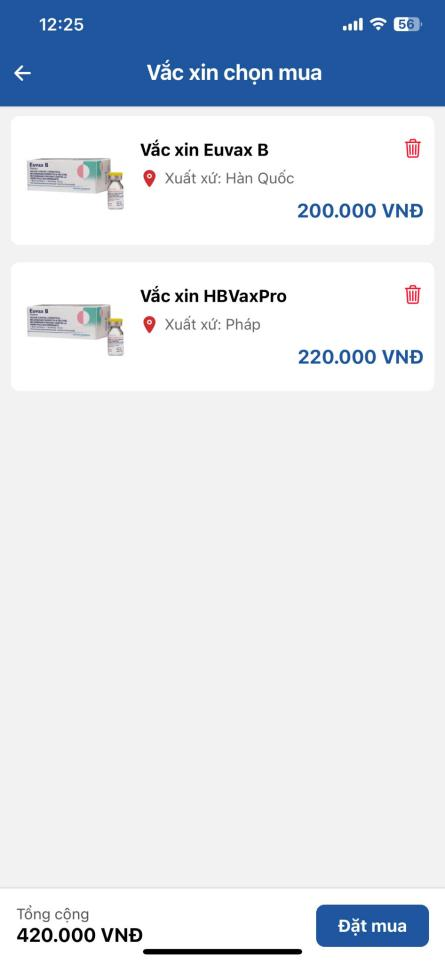 12:25
56
Vắc xin chọn mua
Euvax B
Vắc xin Euvax B
Xuất xứ: Hàn Quốc
200.000 VNĐ
Euvax B
Vắc xin HBVaxPro
Xuất xứ: Pháp
220.000 VNĐ
Tổng cộng
420.000 VNĐ
Đặt mua